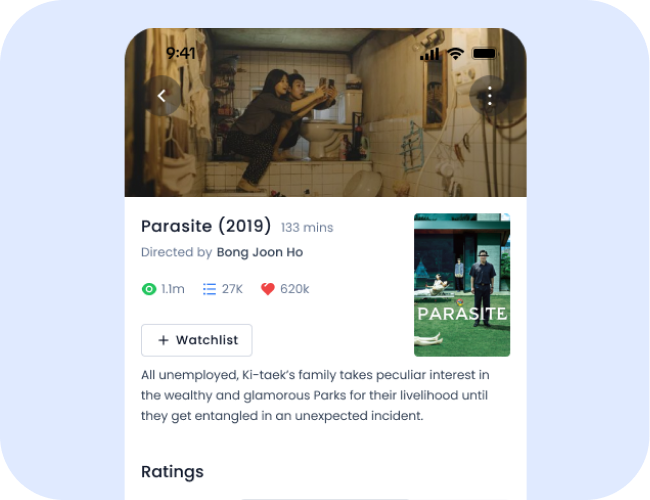 9:41
Parasite (2019) 133 mins
Directed by Bong Joon Ho
1.1m 27K 620k
PARASITE
+ Watchlist
All unemployed, Ki-taek's family takes peculiar interest in
the wealthy and glamorous Parks for their livelihood until
they get entangled in an unexpected incident.
Ratings